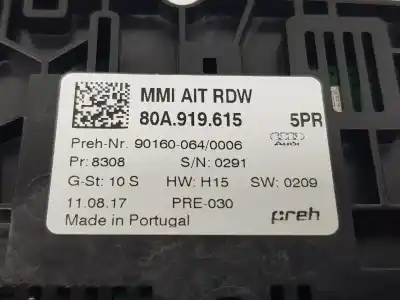 MMI AIT RDW
80A.919.615 5PR
Preh-Nr. 90160-064/0006 Audi
Pr: 8308 S/N: 0291
G-St: 10 S HW: H15 SW: 0209
11.08.17 PRE-030
Made in Portugal preh